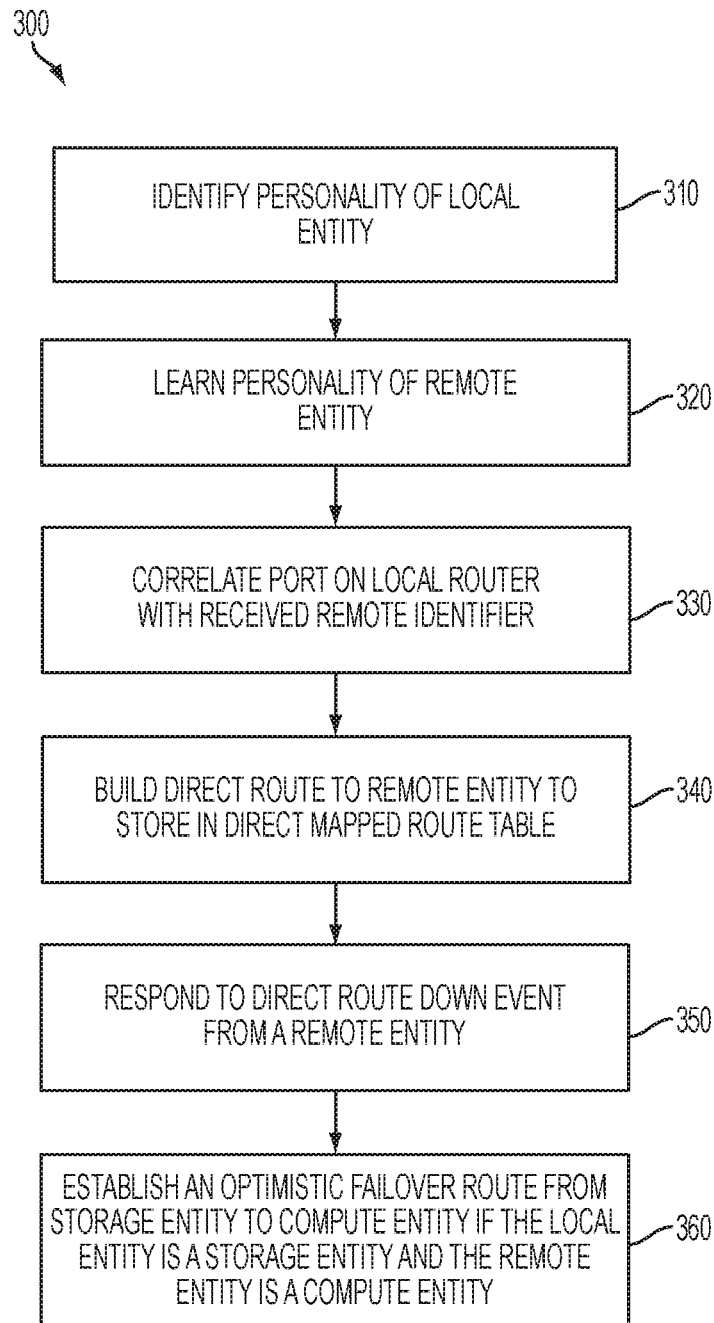 300
IDENTIFY PERSONALITY OF LOCAL
ENTITY
310
LEARN PERSONALITY OF REMOTE
ENTITY
320
CORRELATE PORT ON LOCAL ROUTER
WITH RECEIVED REMOTE IDENTIFIER
330
BUILD DIRECT ROUTE TO REMOTE ENTITY TO
STORE IN DIRECT MAPPED ROUTE TABLE
340
RESPOND TO DIRECT ROUTE DOWN EVENT
FROM A REMOTE ENTITY
350
ESTABLISH AN OPTIMISTIC FAILOVER ROUTE FROM
STORAGE ENTITY TO COMPUTE ENTITY IF THE LOCAL
ENTITY IS A STORAGE ENTITY AND THE REMOTE
ENTITY IS A COMPUTE ENTITY
360